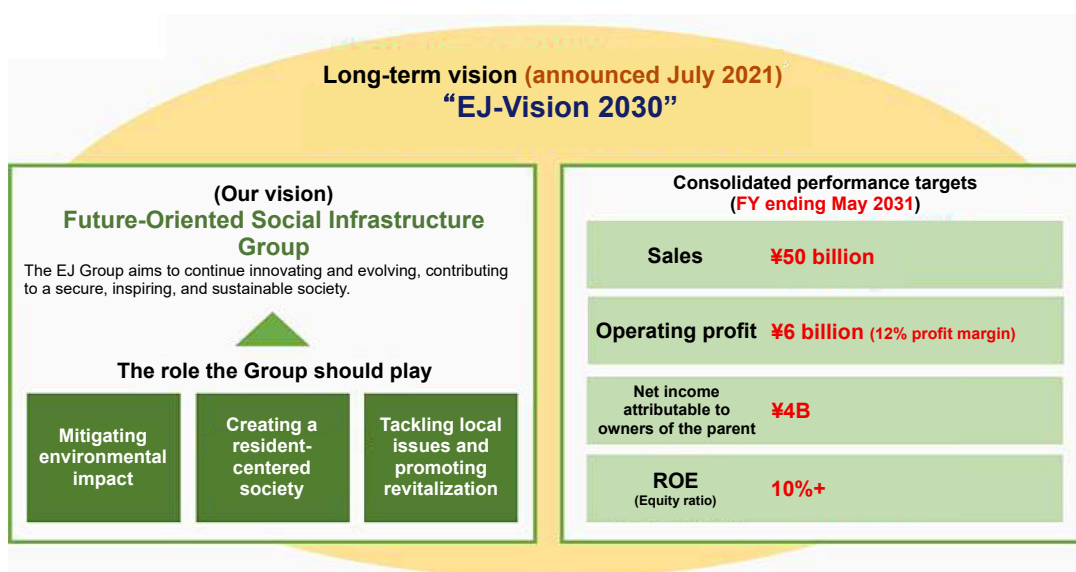 Long-term vision (announced July 2021)
“EJ-Vision 2030”
(Our vision)
Future-Oriented Social Infrastructure
Group
The EJ Group aims to continue innovating and evolving, contributing
to a secure, inspiring, and sustainable society.
The role the Group should play
Mitigating
environmental
impact
Creating a
resident-
centered
society
Tackling local
issues and
promoting
revitalization
Consolidated performance targets
(FY ending May 2031)
Sales ¥50 billion
Operating profit ¥6 billion (12% profit margin)
Net income
attributable to
owners of the parent
¥4B
ROE
(Equity ratio)
10%+